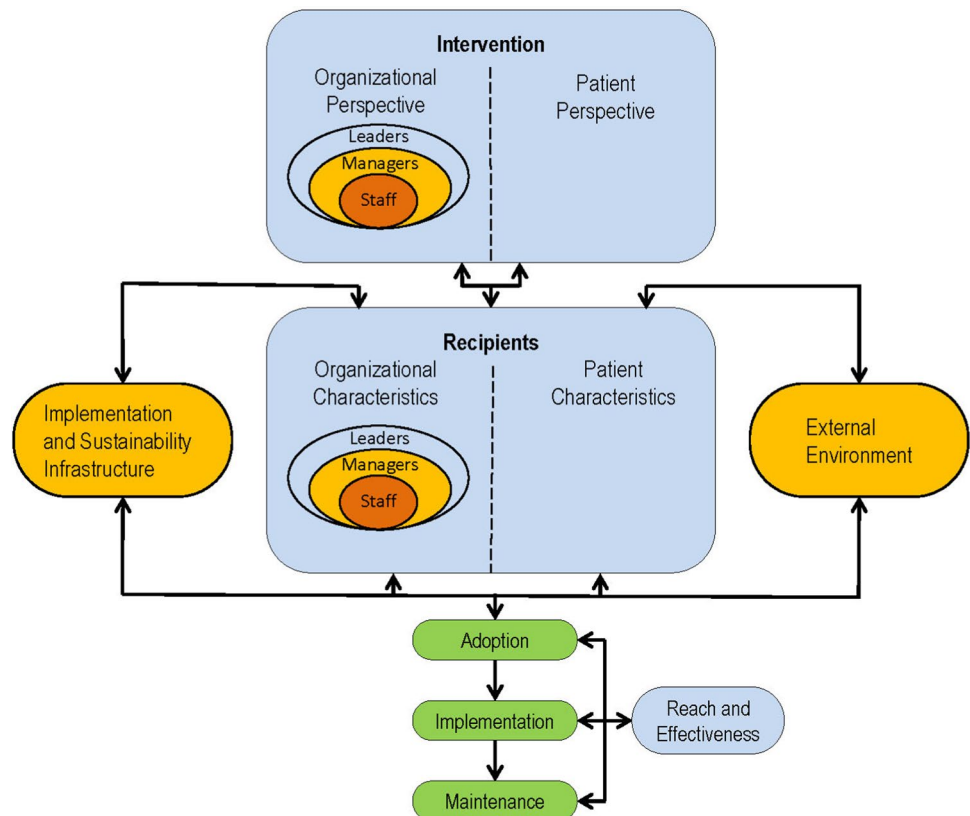 Intervention
Organizational
Perspective
Patient
Perspective
Leaders
Managers
Staff
Recipients
Organizational
Characteristics
Patient
Characteristics
Leaders
Managers
Staff
Implementation
and Sustainability
Infrastructure
External
Environment
Adoption
Implementation
Reach and
Effectiveness
Maintenance